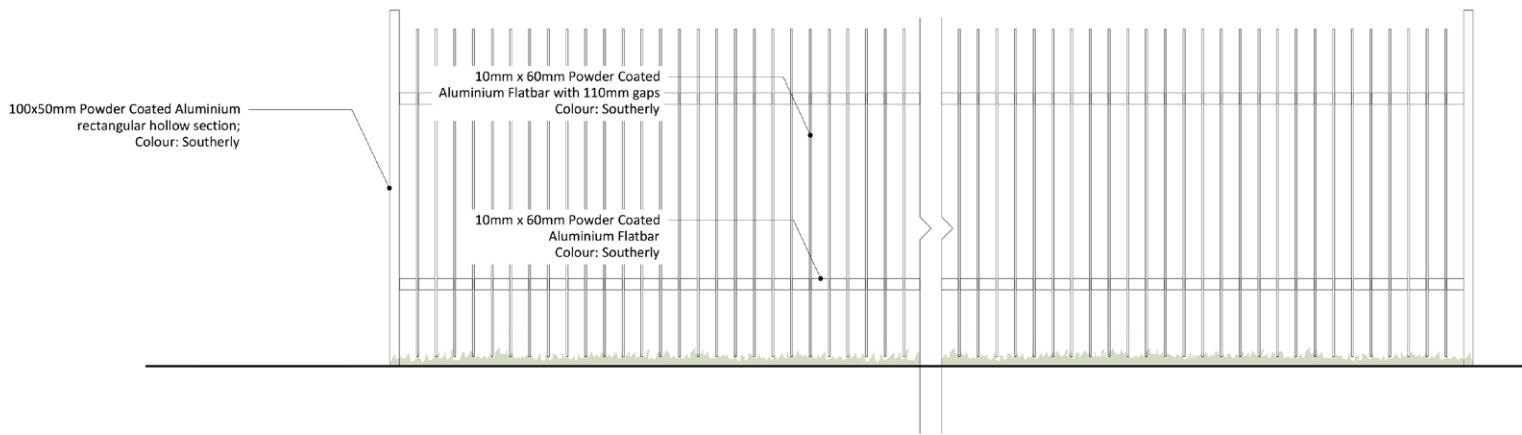 10mm x 60mm Powder Coated
Aluminium Flatbar with 110mm gaps
Colour: Southerly
100x50mm Powder Coated Aluminium
rectangular hollow section;
Colour: Southerly
10mm x 60mm Powder Coated
Aluminium Flatbar
Colour: Southerly